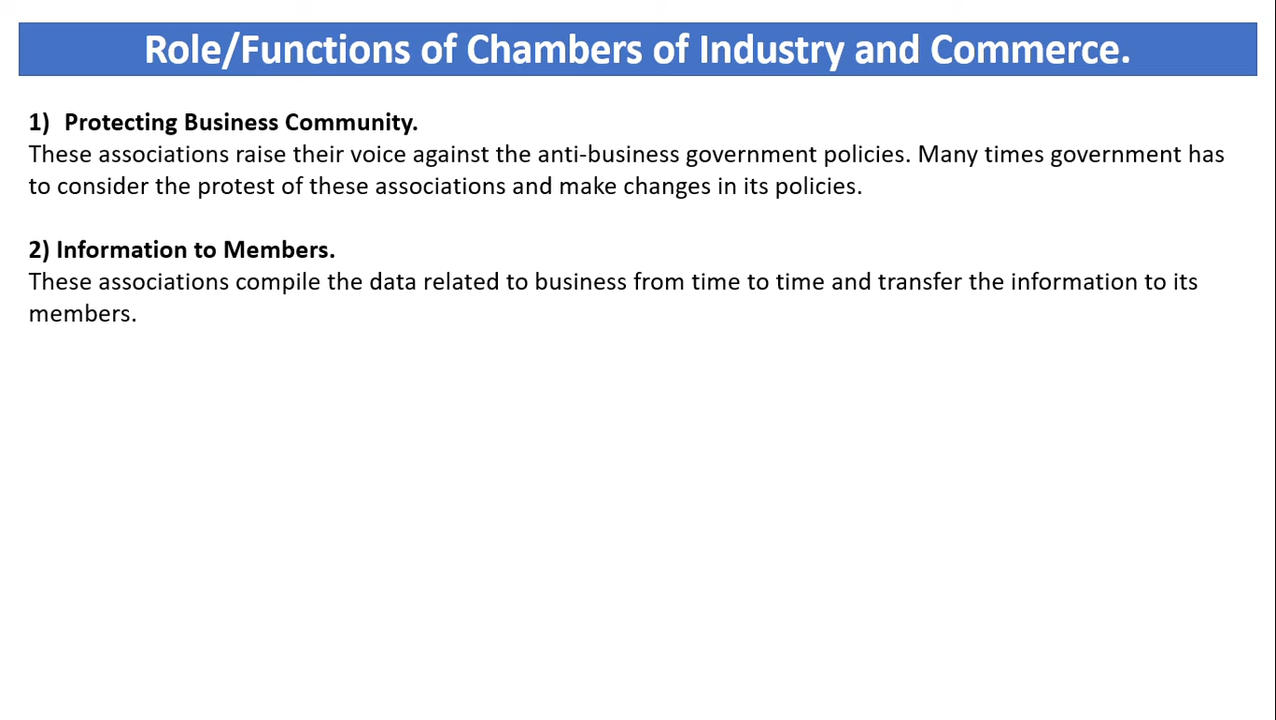 Role/Functions of Chambers of Industry and Commerce.
1) Protecting Business Community.
These associations raise their voice against the anti-business government policies. Many times government has
to consider the protest of these associations and make changes in its policies.
2) Information to Members.
These associations compile the data related to business from time to time and transfer the information to its
members.